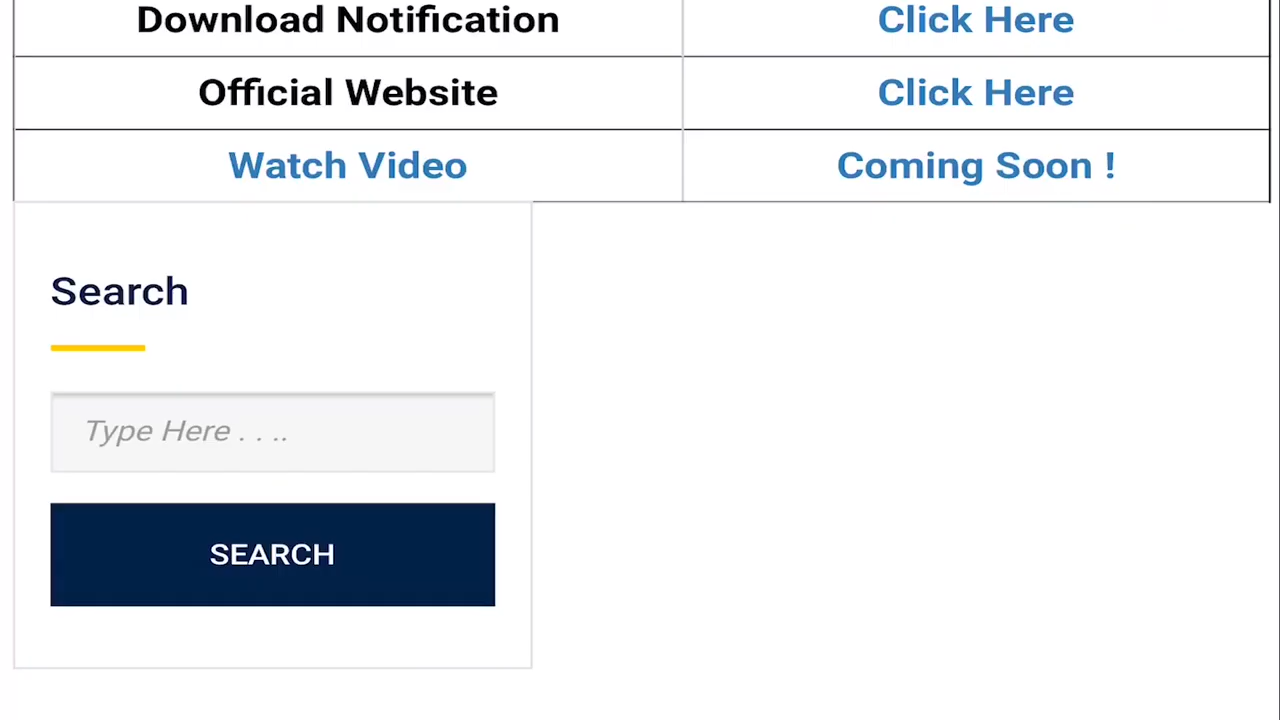 Download Notification Click Here
Official Website Click Here
Watch Video Coming Soon !
Search
Type Here . . ..
SEARCH